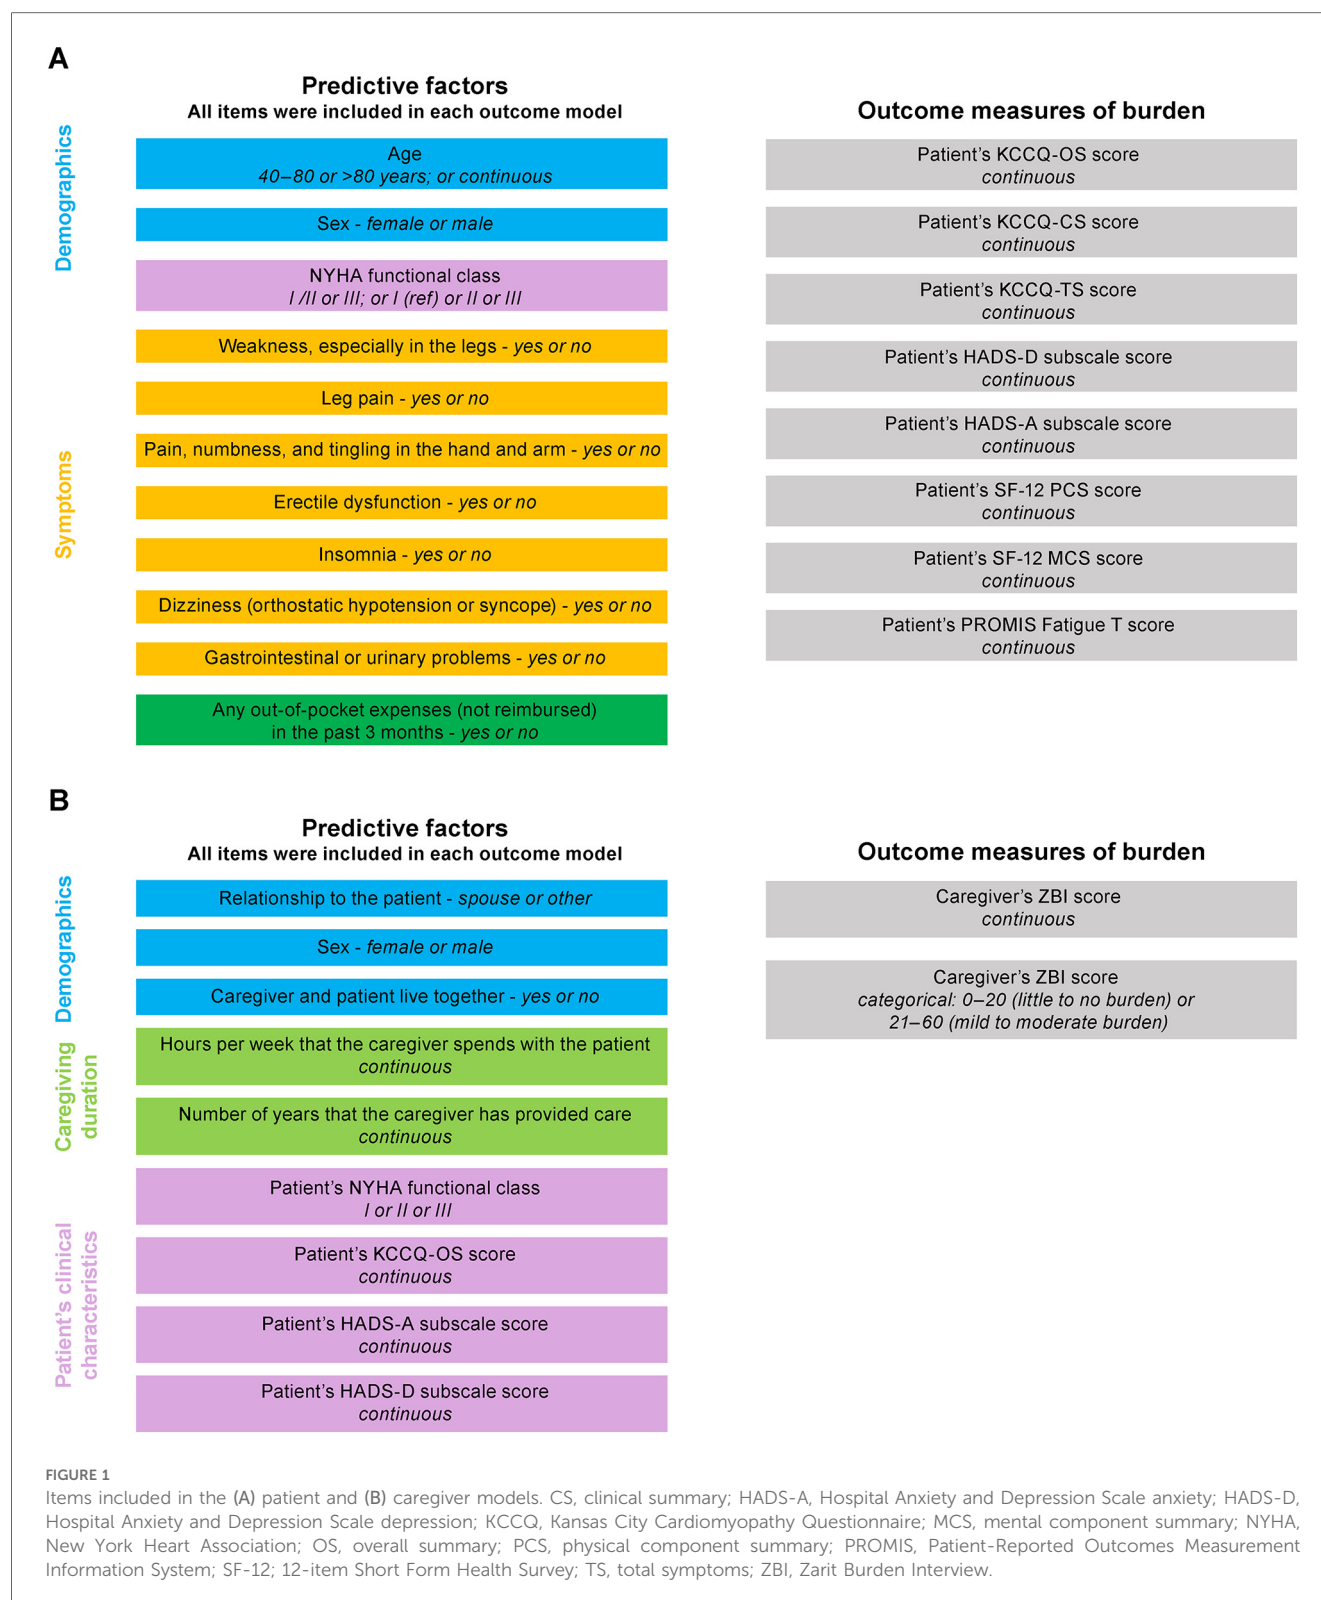 A
Predictive factors
All items were included in each outcome model
Demographics
Age
40–80 or >80 years; or continuous
Sex - female or male
NYHA functional class
I /II or III; or I (ref) or II or III
Symptoms
Weakness, especially in the legs - yes or no
Leg pain - yes or no
Pain, numbness, and tingling in the hand and arm - yes or no
Erectile dysfunction - yes or no
Insomnia - yes or no
Dizziness (orthostatic hypotension or syncope) - yes or no
Gastrointestinal or urinary problems - yes or no
Any out-of-pocket expenses (not reimbursed)
in the past 3 months - yes or no
Outcome measures of burden
Patient’s KCCQ-OS score
continuous
Patient’s KCCQ-CS score
continuous
Patient’s KCCQ-TS score
continuous
Patient’s HADS-D subscale score
continuous
Patient’s HADS-A subscale score
continuous
Patient’s SF-12 PCS score
continuous
Patient’s SF-12 MCS score
continuous
Patient’s PROMIS Fatigue T score
continuous
B
Predictive factors
All items were included in each outcome model
Demographics
Relationship to the patient - spouse or other
Sex - female or male
Caregiver and patient live together - yes or no
Caregiving
duration
Hours per week that the caregiver spends with the patient
continuous
Number of years that the caregiver has provided care
continuous
Patient’s clinical
characteristics
Patient’s NYHA functional class
I or II or III
Patient’s KCCQ-OS score
continuous
Patient’s HADS-A subscale score
continuous
Patient’s HADS-D subscale score
continuous
Outcome measures of burden
Caregiver’s ZBI score
continuous
Caregiver’s ZBI score
categorical: 0–20 (little to no burden) or
21–60 (mild to moderate burden)
FIGURE 1
Items included in the (A) patient and (B) caregiver models. CS, clinical summary; HADS-A, Hospital Anxiety and Depression Scale anxiety; HADS-D,
Hospital Anxiety and Depression Scale depression; KCCQ, Kansas City Cardiomyopathy Questionnaire; MCS, mental component summary; NYHA,
New York Heart Association; OS, overall summary; PCS, physical component summary; PROMIS, Patient-Reported Outcomes Measurement
Information System; SF-12; 12-item Short Form Health Survey; TS, total symptoms; ZBI, Zarit Burden Interview.